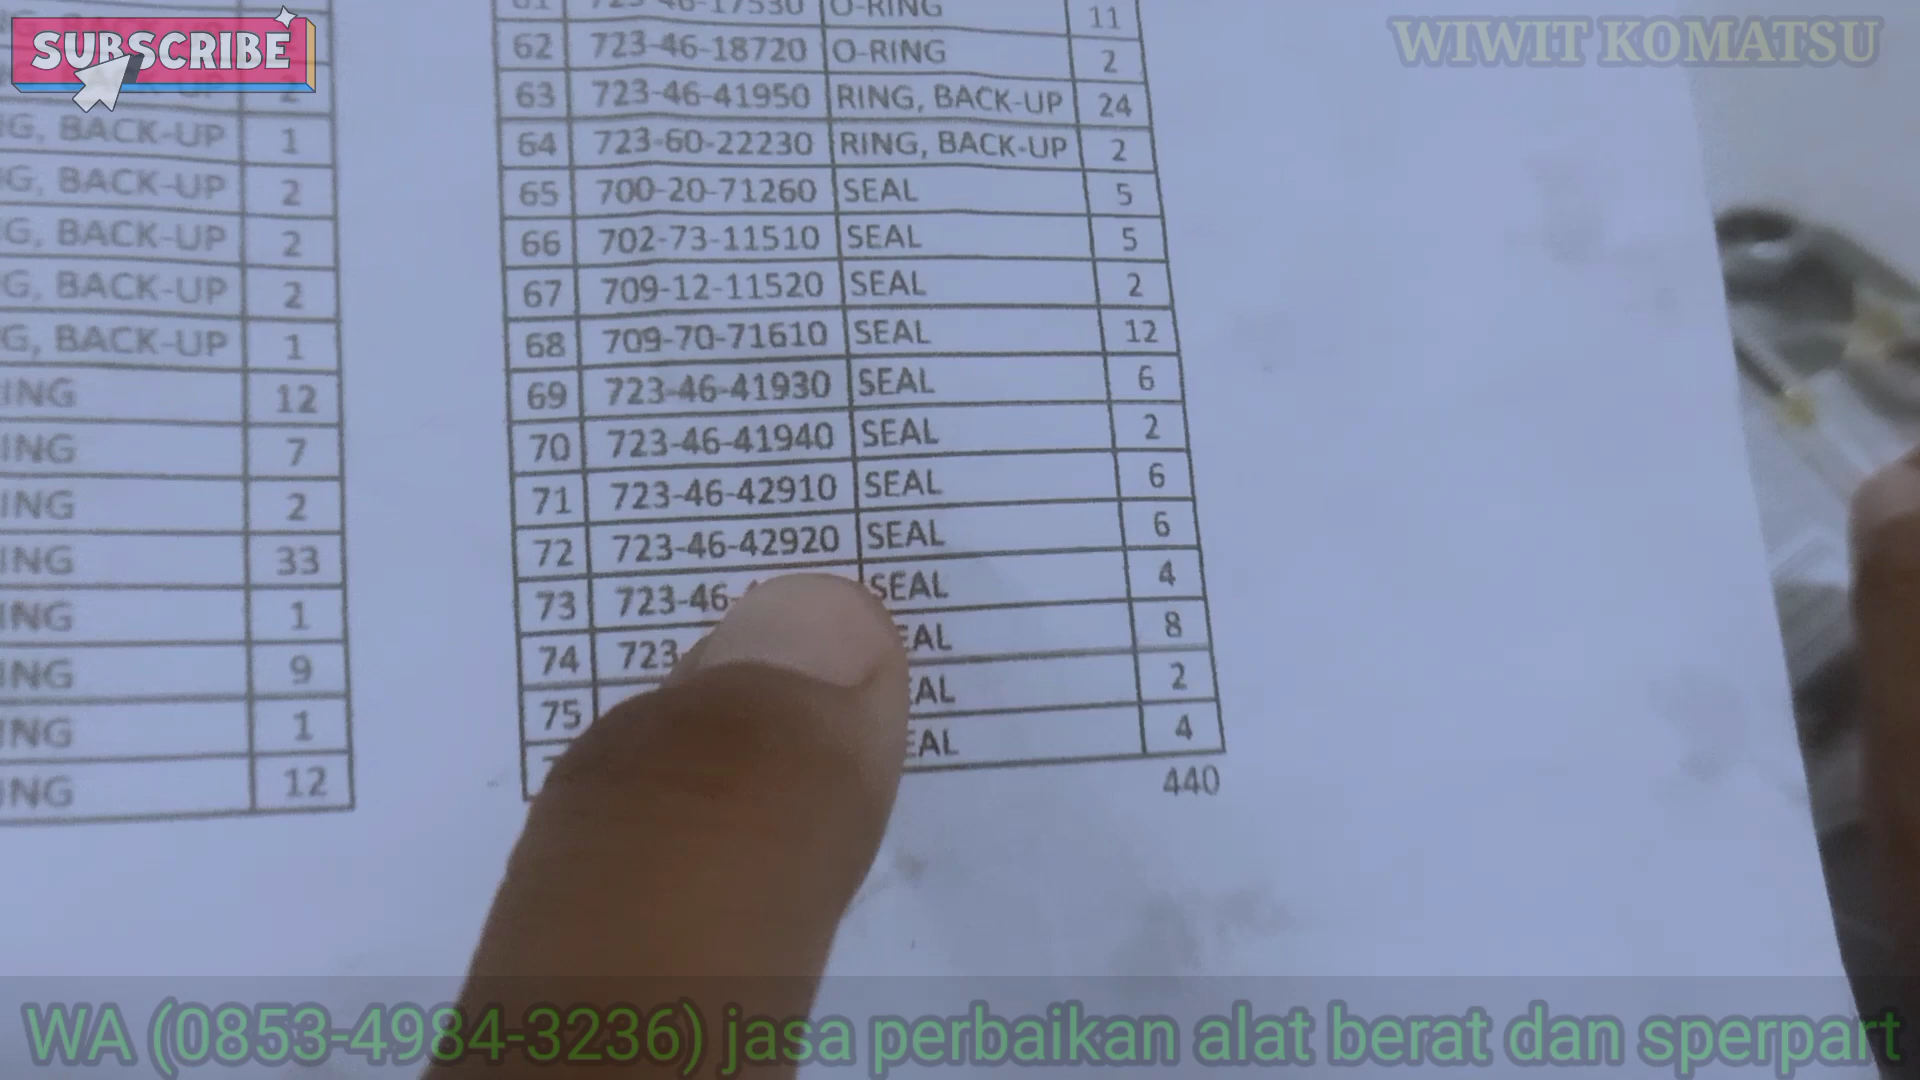 SUBSCRIBE
WIWIT KOMATSU
2
G, BACK-UP 1
G, BACK-UP 2
G, BACK-UP 2
G, BACK-UP 2
G, BACK-UP 1
ING 12
ING 7
ING 2
ING 33
ING 1
ING 9
ING 1
ING 12
O-RING 11
62 723-46-18720 O-RING 2
63 723-46-41950 RING, BACK-UP 24
64 723-60-22230 RING, BACK-UP 2
65 700-20-71260 SEAL 5
66 702-73-11510 SEAL 5
67 709-12-11520 SEAL 2
68 709-70-71610 SEAL 12
69 723-46-41930 SEAL 6
70 723-46-41940 SEAL 2
71 723-46-42910 SEAL 6
72 723-46-42920 SEAL 6
73 723-46- SEAL 4
74 723- EAL 8
75 EAL 2
EAL 4
440
WA (0853-4984-3236) jasa perbaikan alat berat dan sperpart